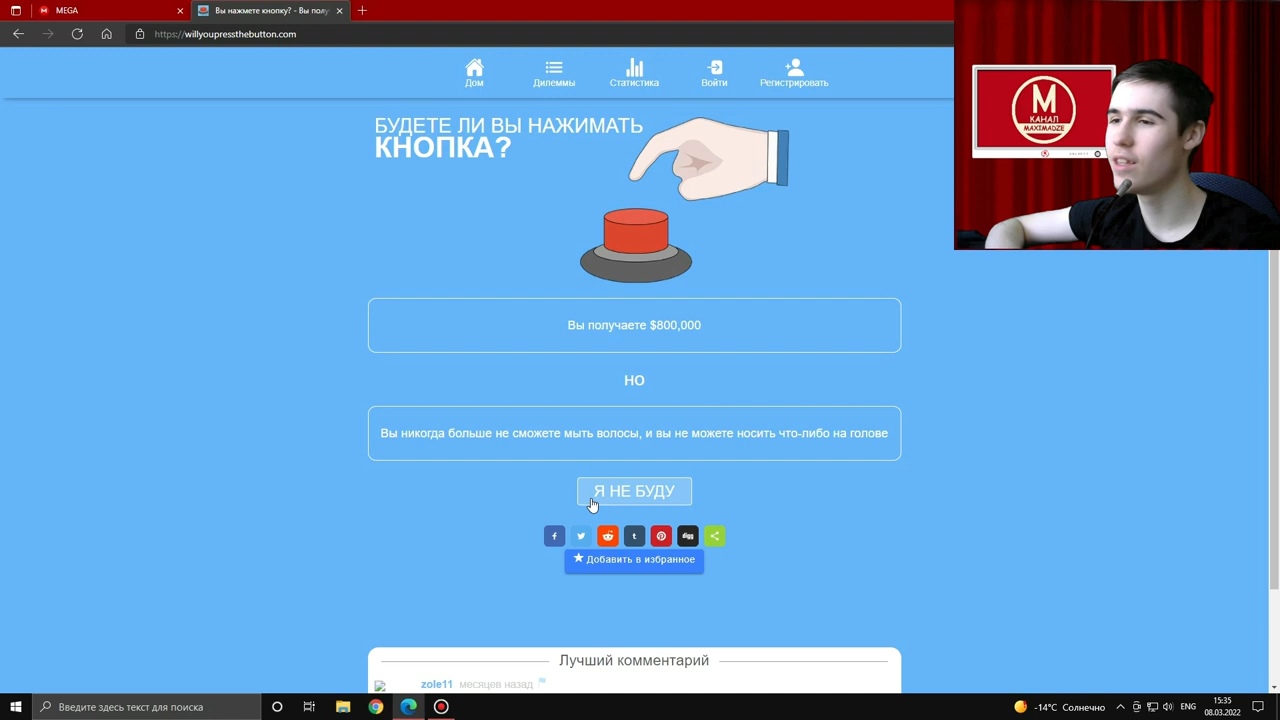 MEGA
Вы нажмете кнопку? - Вы полу
https://willyoupressthebutton.com
Дом
Дилеммы
Статистика
Войти
Регистрировать
БУДЕТЕ ЛИ ВЫ НАЖИМАТЬ
КНОПКА?
М
КАНАЛ
MAXIMADZE
Вы получаете $800,000
НО
Вы никогда больше не сможете мыть волосы, и вы не можете носить что-либо на голове
Я НЕ БУДУ
Добавить в избранное
Лучший комментарий
zole11 месяцев назад
Введите здесь текст для поиска
-14°C Солнечно
ENG
15:35
08.03.2022